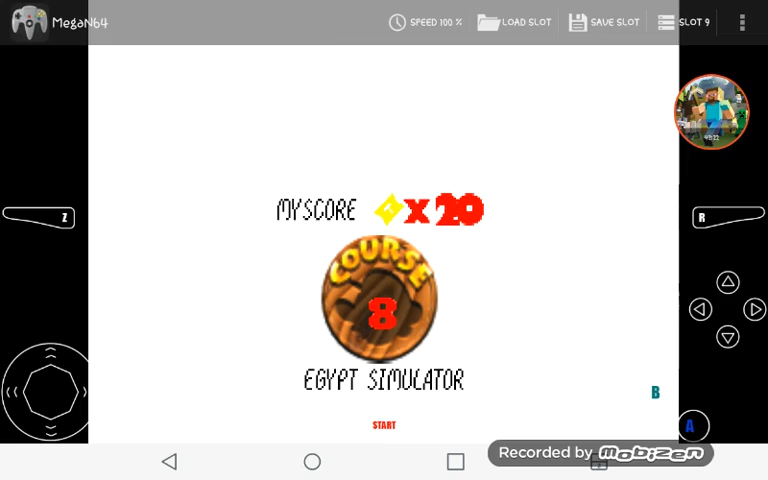 MegaN64
SPEED 100 %
LOAD SLOT
SAVE SLOT
SLOT 9
Z
R
MYSCORE
X 20
COURSE
8
EGYPT SIMULATOR
B
START
A
Recorded by mobizen